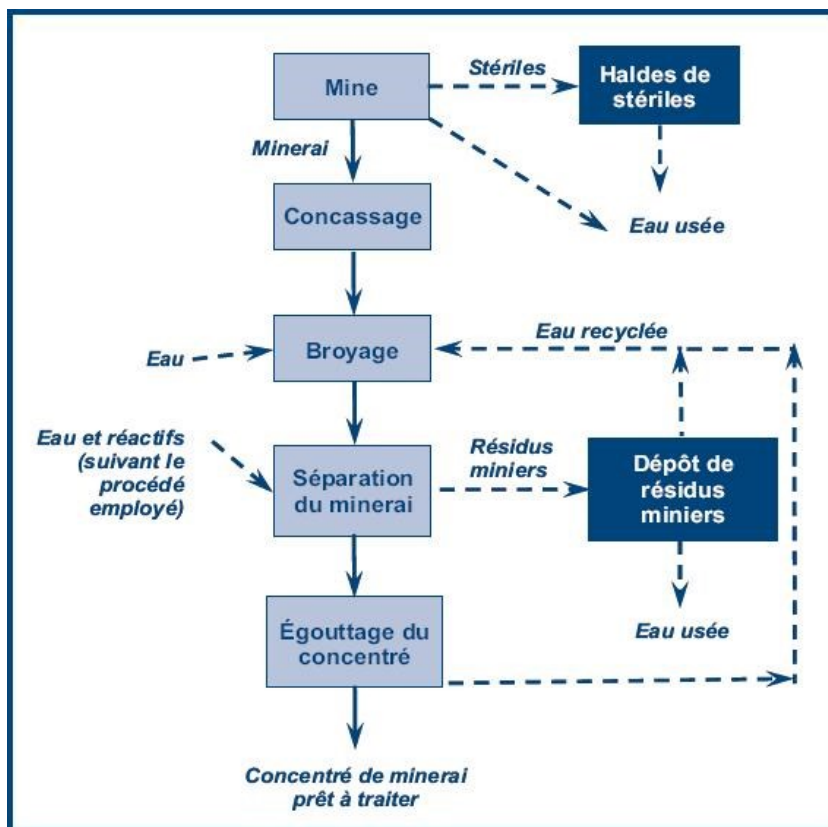 Mine
Stériles
Haldes de
stériles
Minerai
Concassage
Eau usée
Eau
Broyage
Eau recyclée
Eau et réactifs
(suivant le
procédé
employé)
Séparation
du minerai
Résidus
miniers
Dépôt de
résidus
miniers
Égouttage du
concentré
Eau usée
Concentré de minerai
prêt à traiter